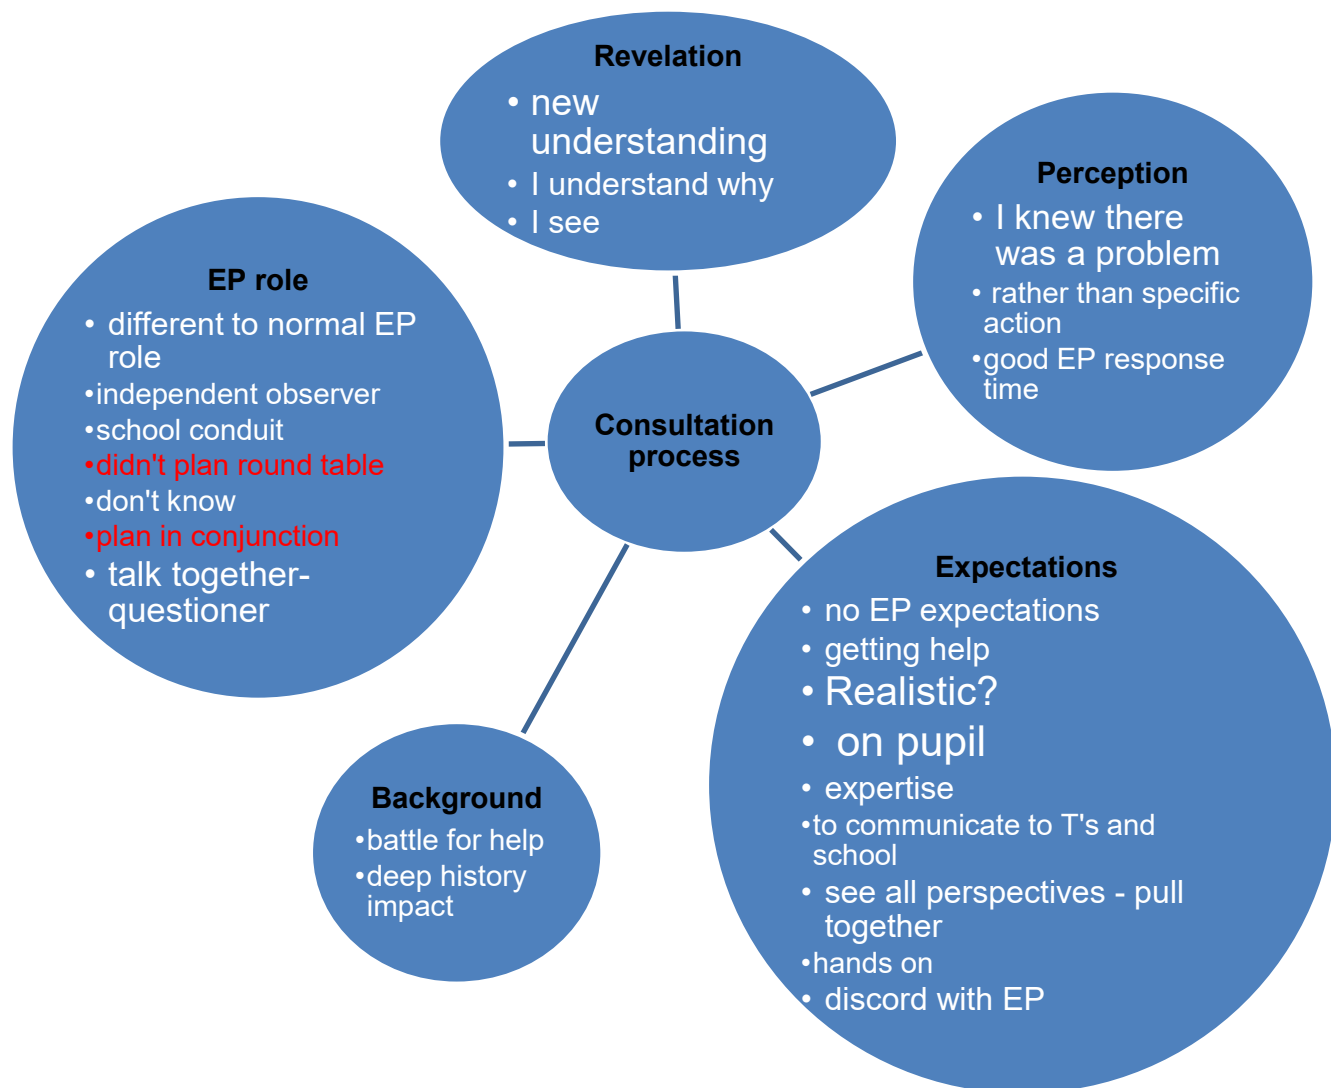 Revelation
• new
understanding
• I understand why
• I see
Perception
• I knew there
was a problem
• rather than specific
action
•good EP response
time
EP role
• different to normal EP
role
•independent observer
•school conduit
•didn't plan round table
•don't know
•plan in conjunction
• talk together-
questioner
Consultation
process
Expectations
• no EP expectations
• getting help
• Realistic?
• on pupil
• expertise
•to communicate to T's and
school
• see all perspectives - pull
together
•hands on
• discord with EP
Background
•battle for help
•deep history
impact